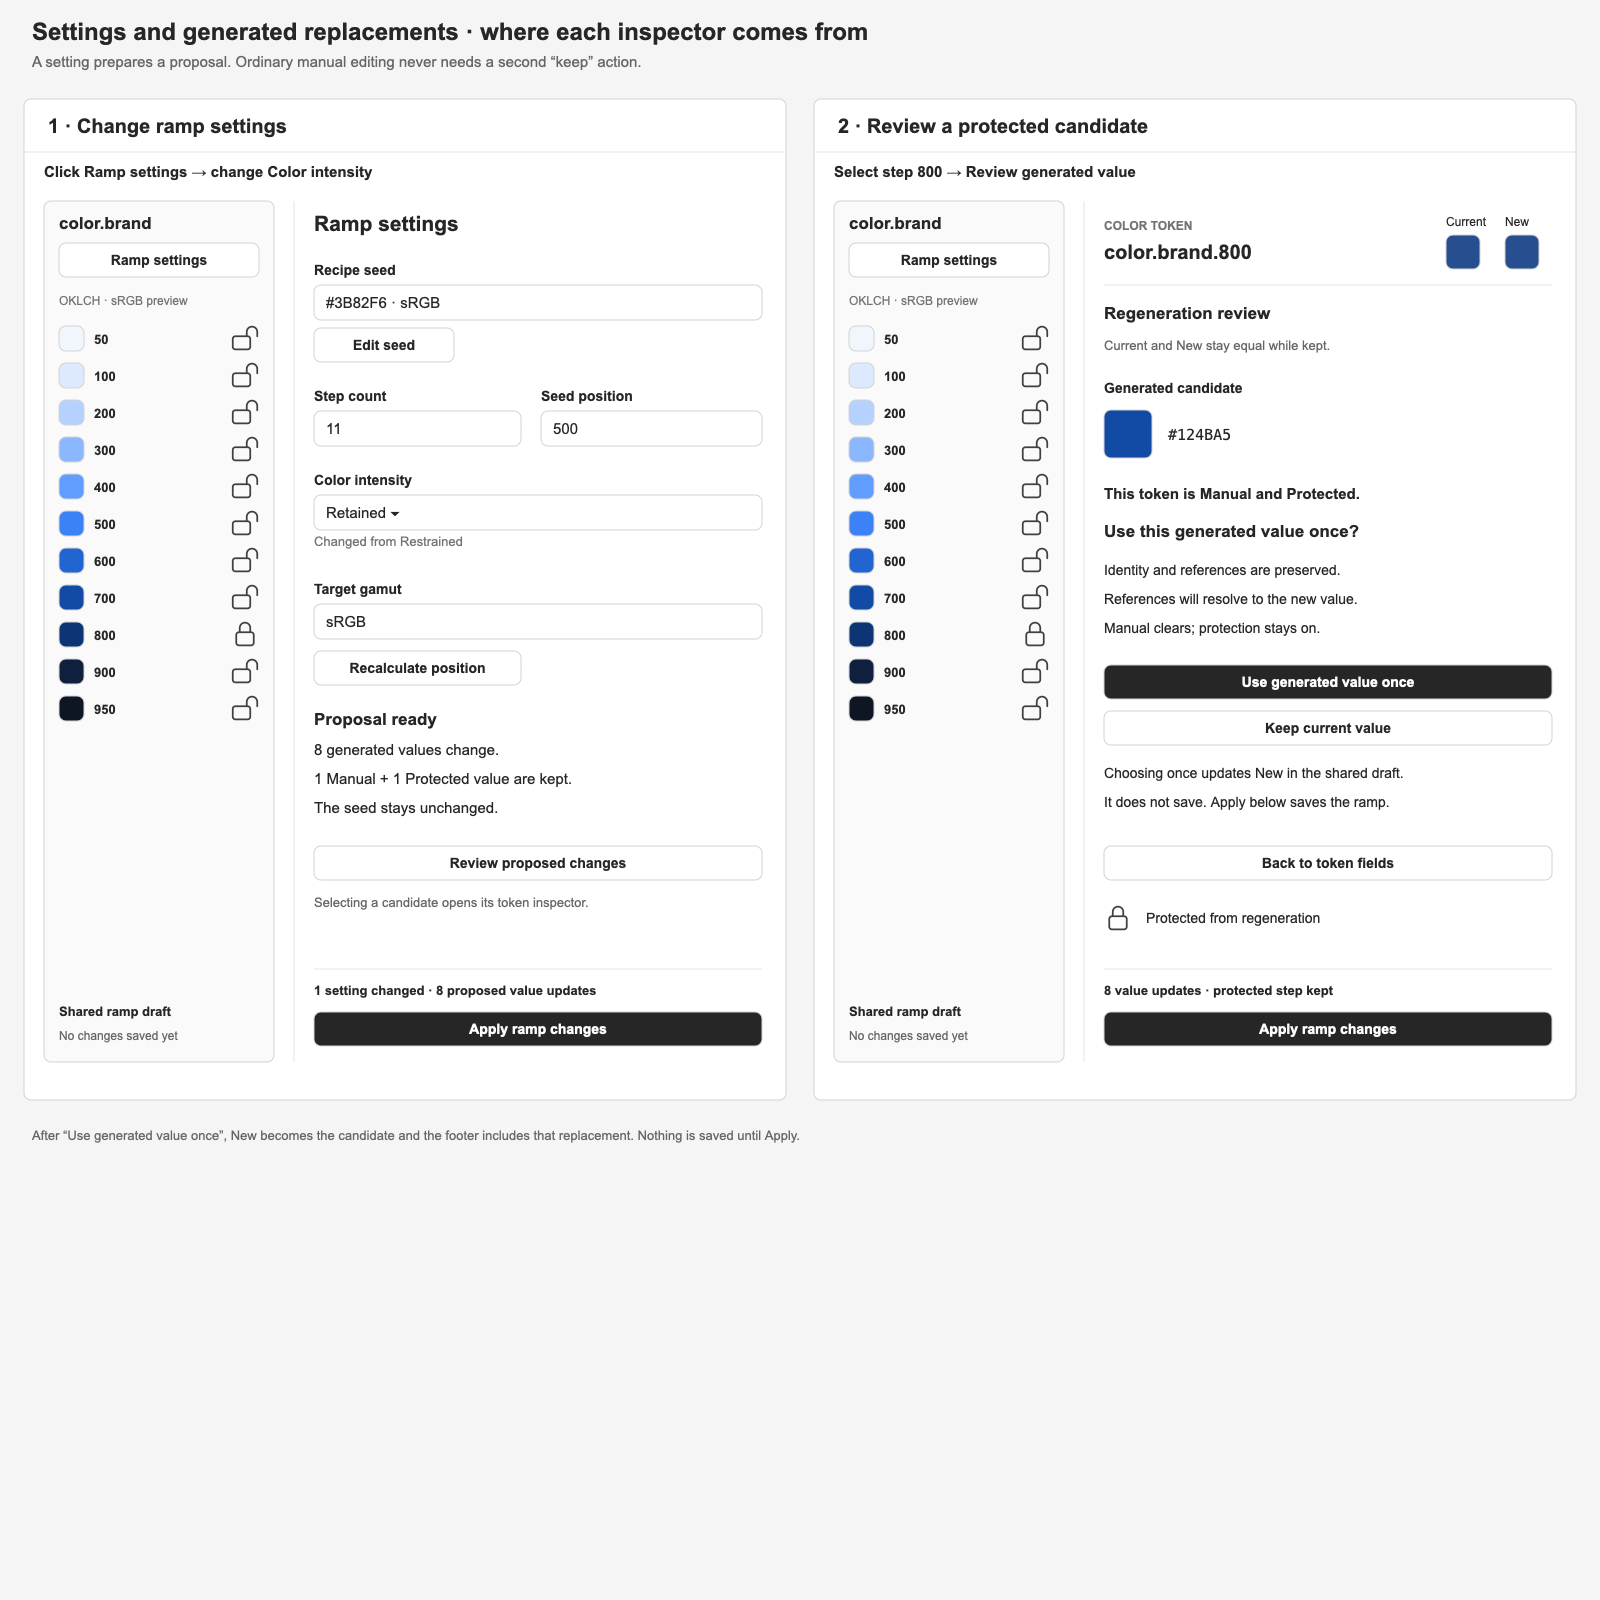 Settings and generated replacements · where each inspector comes from
A setting prepares a proposal. Ordinary manual editing never needs a second “keep” action.
1 · Change ramp settings
Click Ramp settings → change Color intensity
color.brand
Ramp settings
OKLCH · sRGB preview
50
100
200
300
400
500
600
700
800
900
950
Shared ramp draft
No changes saved yet
Ramp settings
Recipe seed
#3B82F6 · sRGB
Edit seed
Step count
Seed position
11
500
Color intensity
Retained
Changed from Restrained
Target gamut
sRGB
Recalculate position
Proposal ready
8 generated values change.
1 Manual + 1 Protected value are kept.
The seed stays unchanged.
Review proposed changes
Selecting a candidate opens its token inspector.
1 setting changed · 8 proposed value updates
Apply ramp changes
2 · Review a protected candidate
Select step 800 → Review generated value
color.brand
Ramp settings
OKLCH · sRGB preview
50
100
200
300
400
500
600
700
800
900
950
Shared ramp draft
No changes saved yet
COLOR TOKEN
color.brand.800
Current
New
Regeneration review
Current and New stay equal while kept.
Generated candidate
#124BA5
This token is Manual and Protected.
Use this generated value once?
Identity and references are preserved.
References will resolve to the new value.
Manual clears; protection stays on.
Use generated value once
Keep current value
Choosing once updates New in the shared draft.
It does not save. Apply below saves the ramp.
Back to token fields
Protected from regeneration
8 value updates · protected step kept
Apply ramp changes
After “Use generated value once”, New becomes the candidate and the footer includes that replacement. Nothing is saved until Apply.